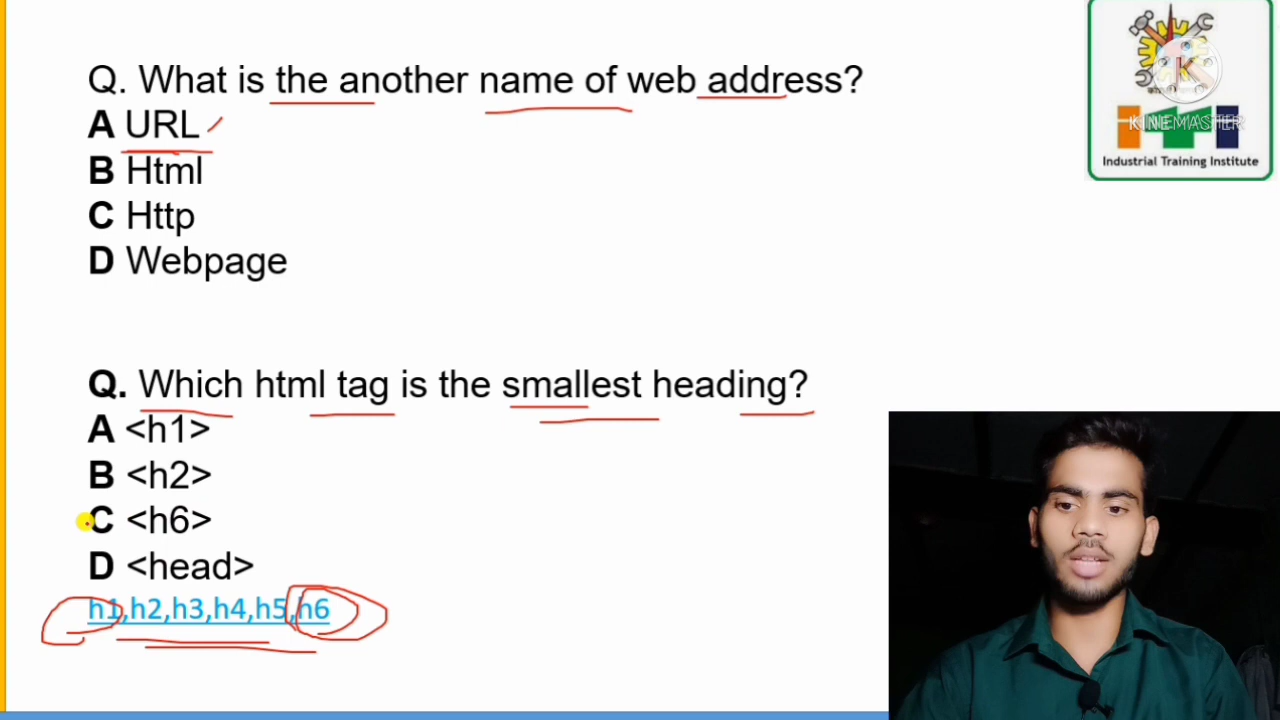 Q. What is the another name of web address?
A URL
B Html
C Http
D Webpage
Q. Which html tag is the smallest heading?
A <h1>
B <h2>
C <h6>
D <head>
h1,h2,h3,h4,h5,h6
K
KINEMASTER
Industrial Training Institute